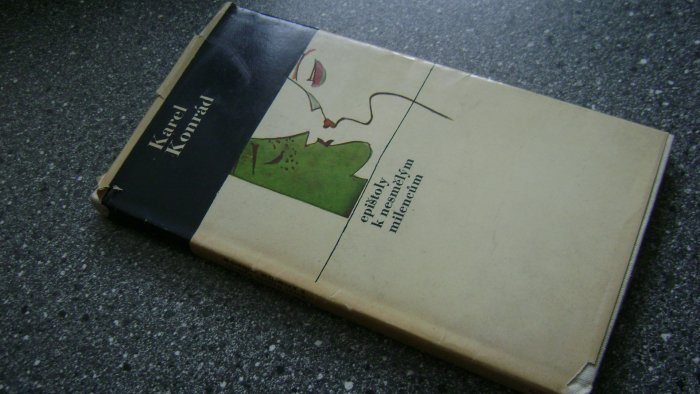 Karel
Konrád
epištoly
k nesmělým
milencům